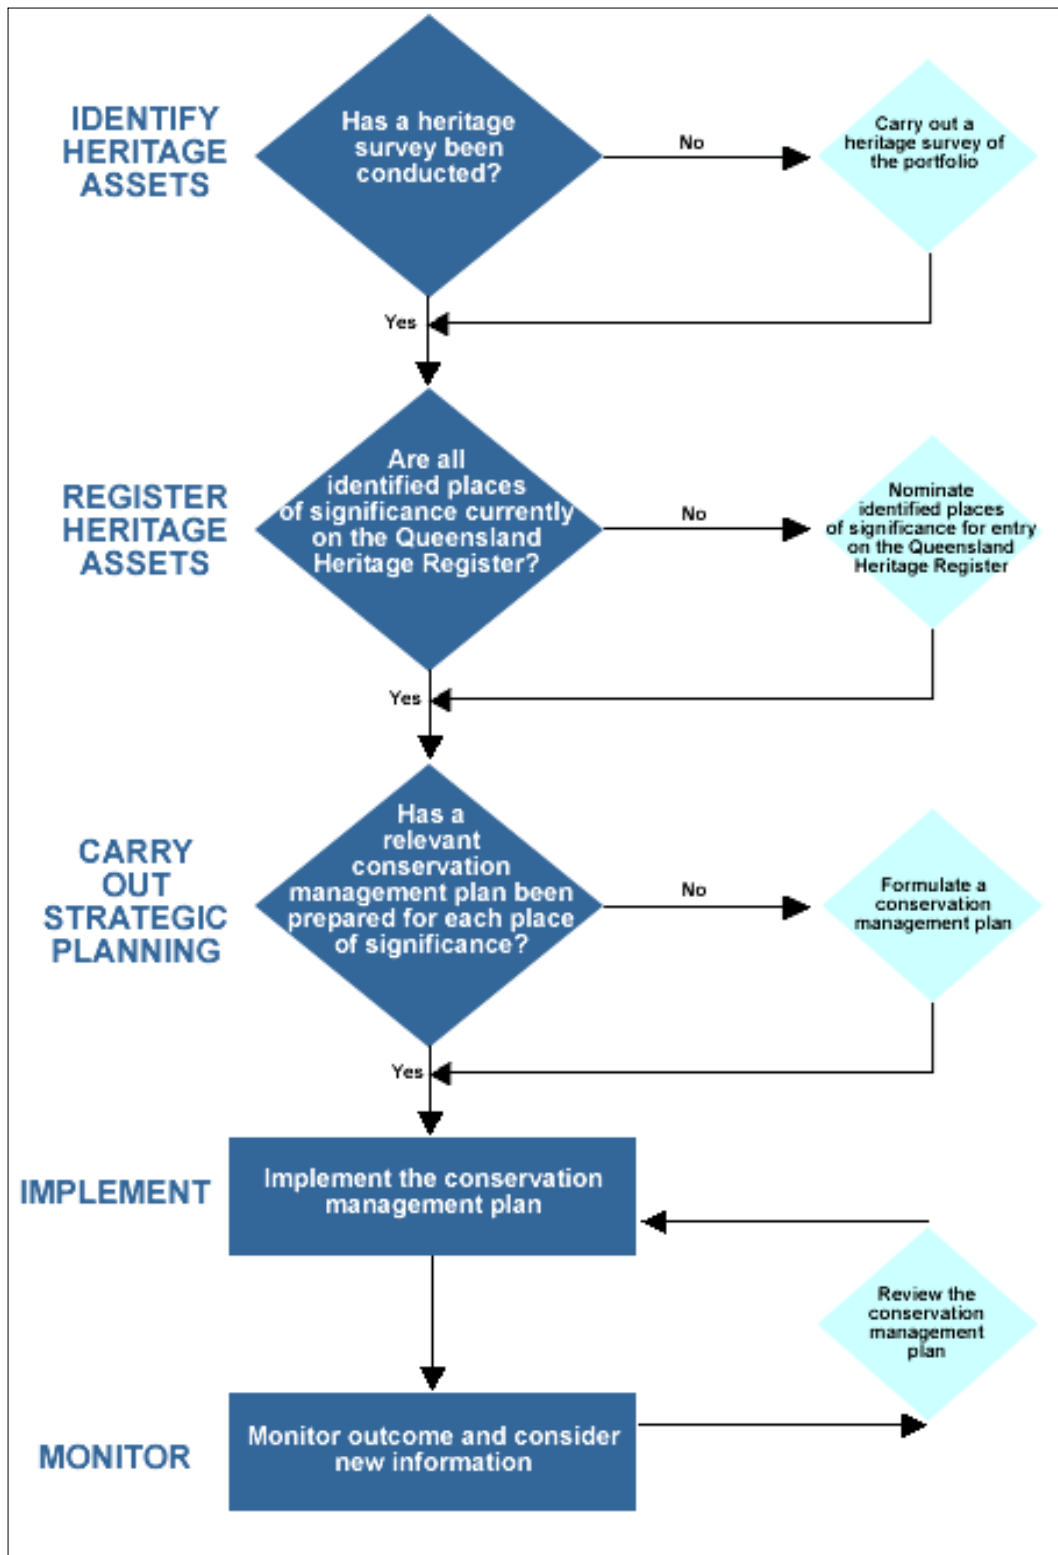 IDENTIFY
HERITAGE
ASSETS
Has a heritage
survey been
conducted?
No
Carry out a
heritage survey of
the portfolio
Yes
REGISTER
HERITAGE
ASSETS
Are all
identified places
of significance currently
on the Queensland
Heritage Register?
No
Nominate
identified places
of significance for entry
on the Queensland
Heritage Register
Yes
CARRY
OUT
STRATEGIC
PLANNING
Has a
relevant
conservation
management plan been
prepared for each place
of significance?
No
Formulate a
conservation
management plan
Yes
IMPLEMENT
Implement the conservation
management plan
Review the
conservation
management
plan
MONITOR
Monitor outcome and consider
new information